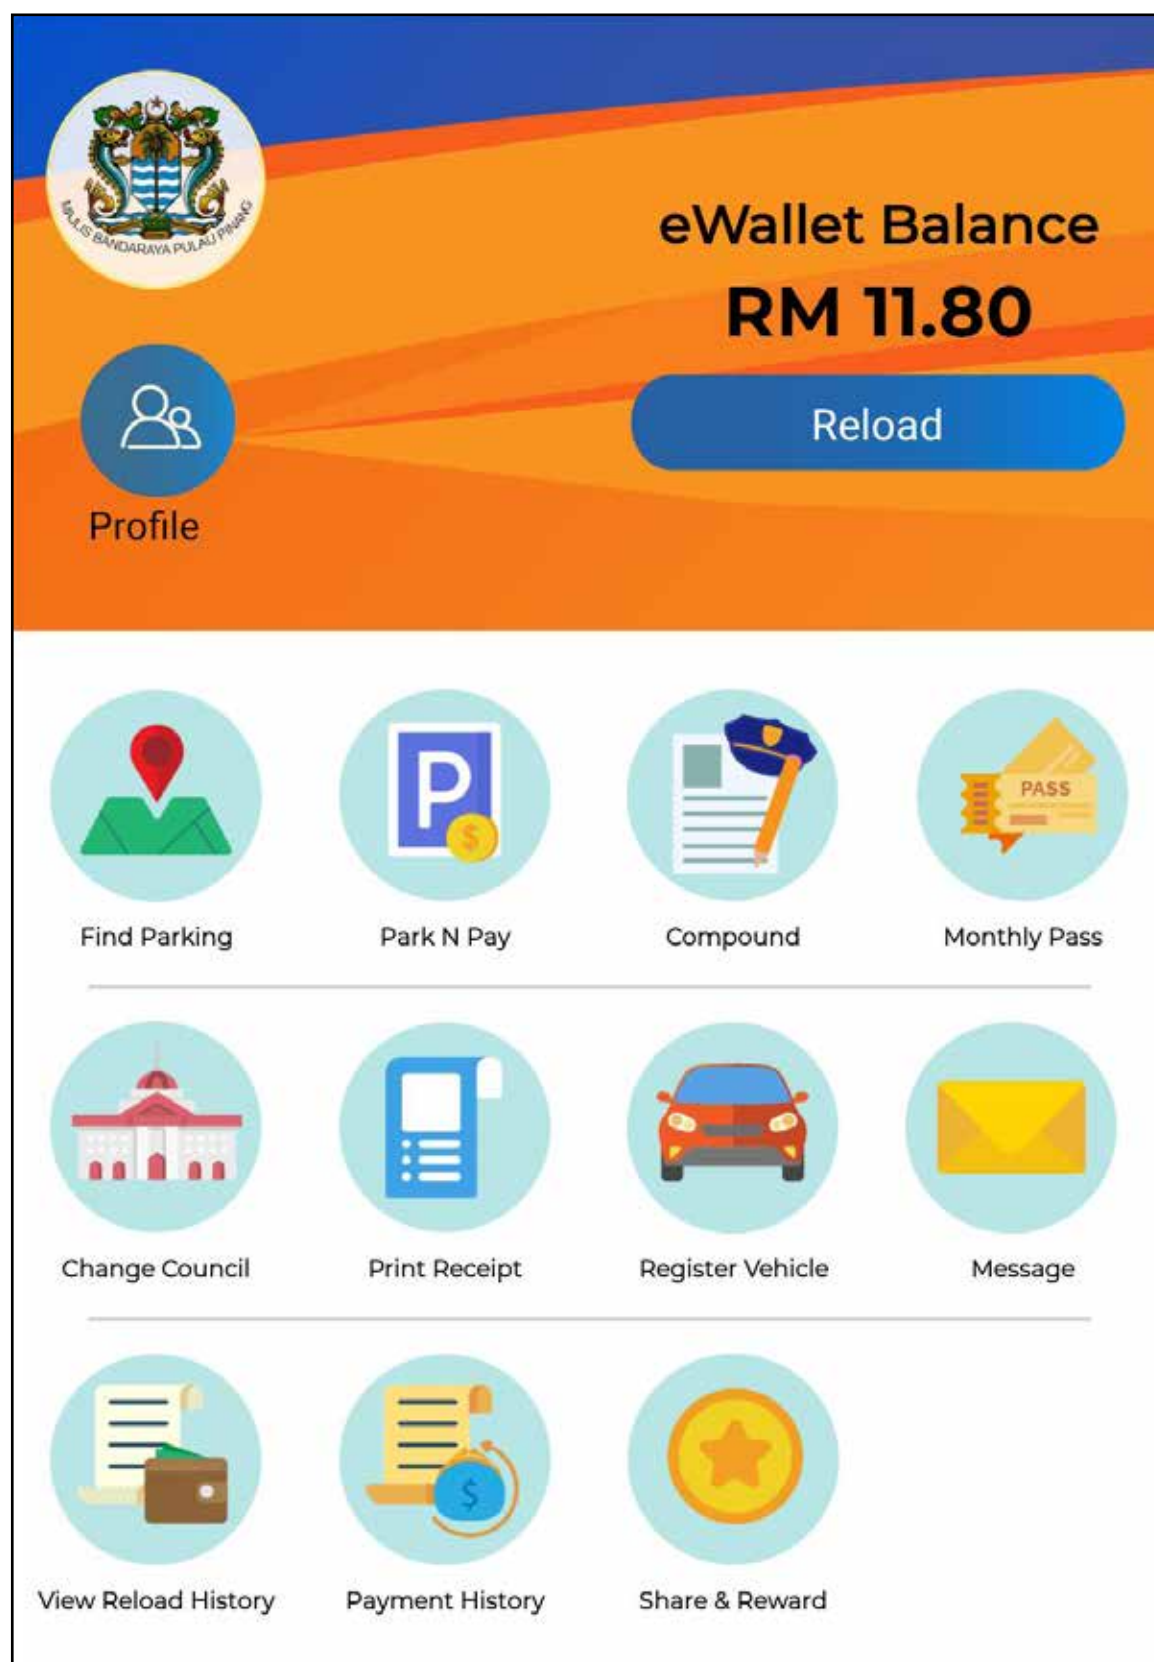 MAJLIS BANDARAYA PULAU PINANG
eWallet Balance
RM 11.80
Reload
Profile
P
$
PASS
Find Parking
Park N Pay
Compound
Monthly Pass
Change Council
Print Receipt
Register Vehicle
Message
$
View Reload History
Payment History
Share & Reward